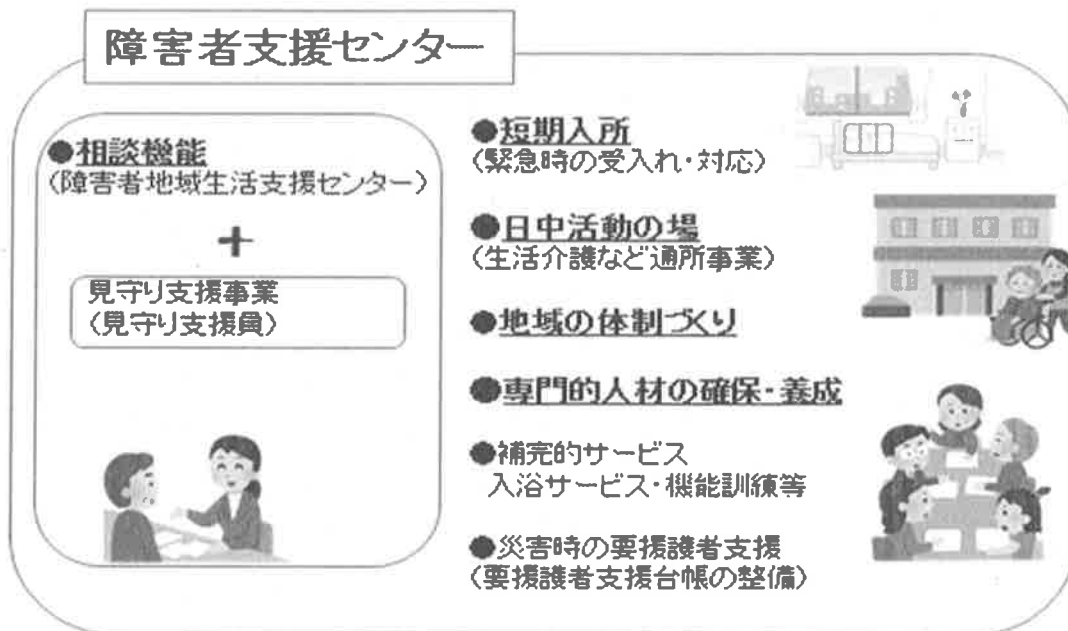 障害者支援センター
●相談機能
(障害者地域生活支援センター)
+
見守り支援事業
(見守り支援員)
●短期入所
(緊急時の受入れ・対応)
●日中活動の場
(生活介護など通所事業)
●地域の体制づくり
●専門的人材の確保・養成
●補完的サービス
入浴サービス・機能訓練等
●災害時の要援護者支援
(要援護者支援台帳の整備)